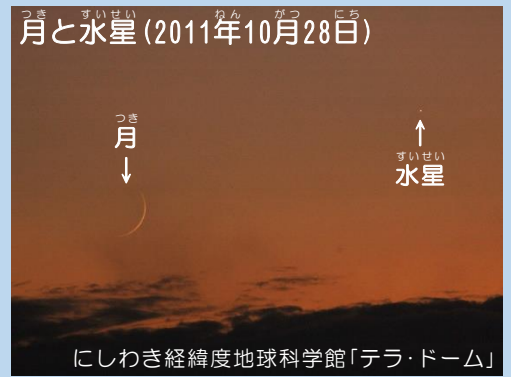 つき すいせい ねん がつ にち
月と水星(2011年10月28日)
つき
月
すいせい
水星
にしわき経緯度地球科学館「テラ・ドーム」